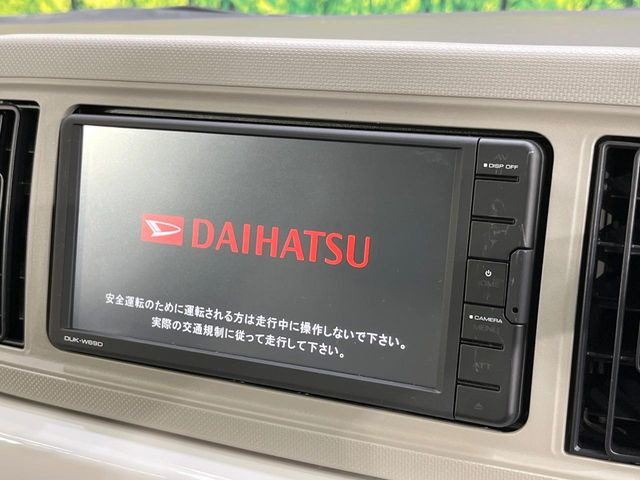 DISP OFF
DAIHATSU
HOME
安全運転のために運転される方は走行中に操作しないで下さい。
実際の交通規制に従って走行して下さい。
CAMERA
MENU
DUK-W69D
ATT